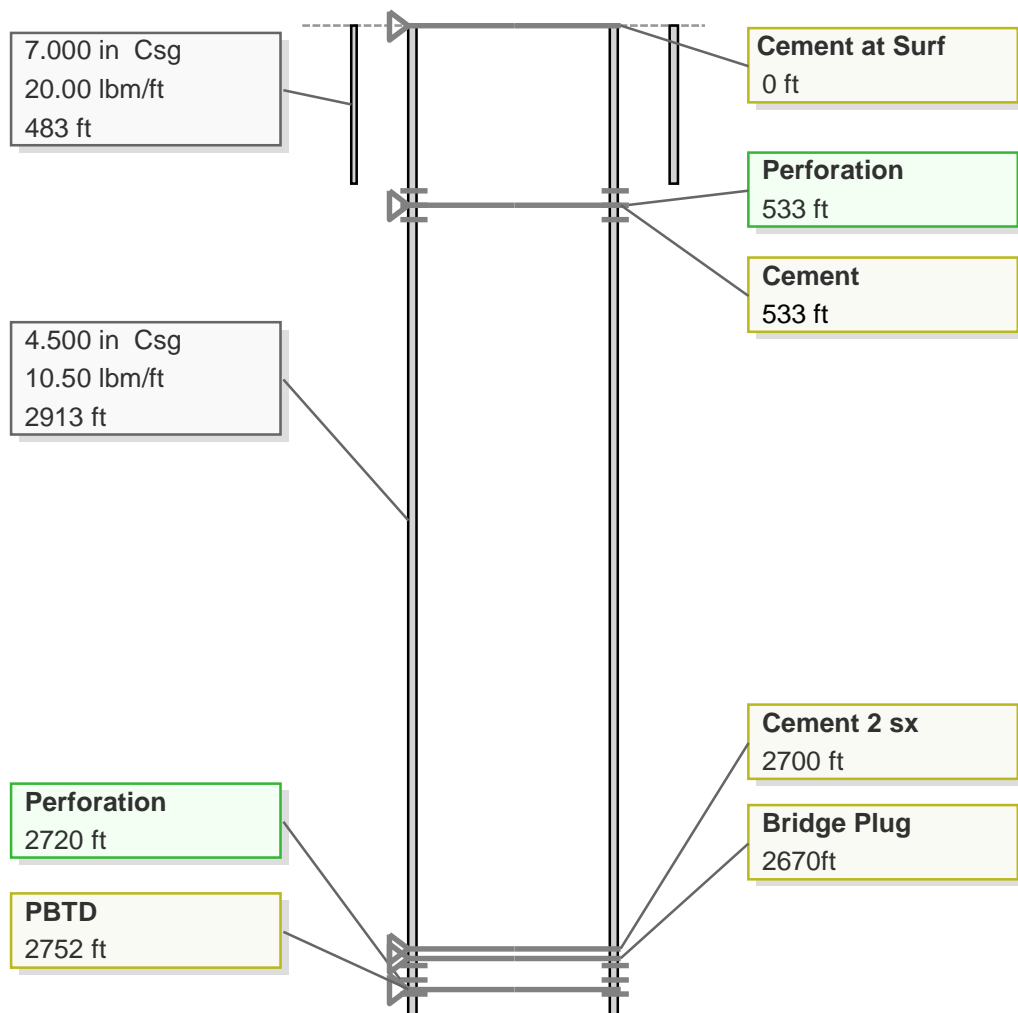 7.000 in  Csg
20.00 lbm/ft
483 ft
Cement at Surf
0 ft
Perforation
533 ft
Cement
533 ft
4.500 in  Csg
10.50 lbm/ft
2913 ft
Cement 2 sx
2700 ft
Perforation
2720 ft
Bridge Plug
2670ft
PBTD
2752 ft